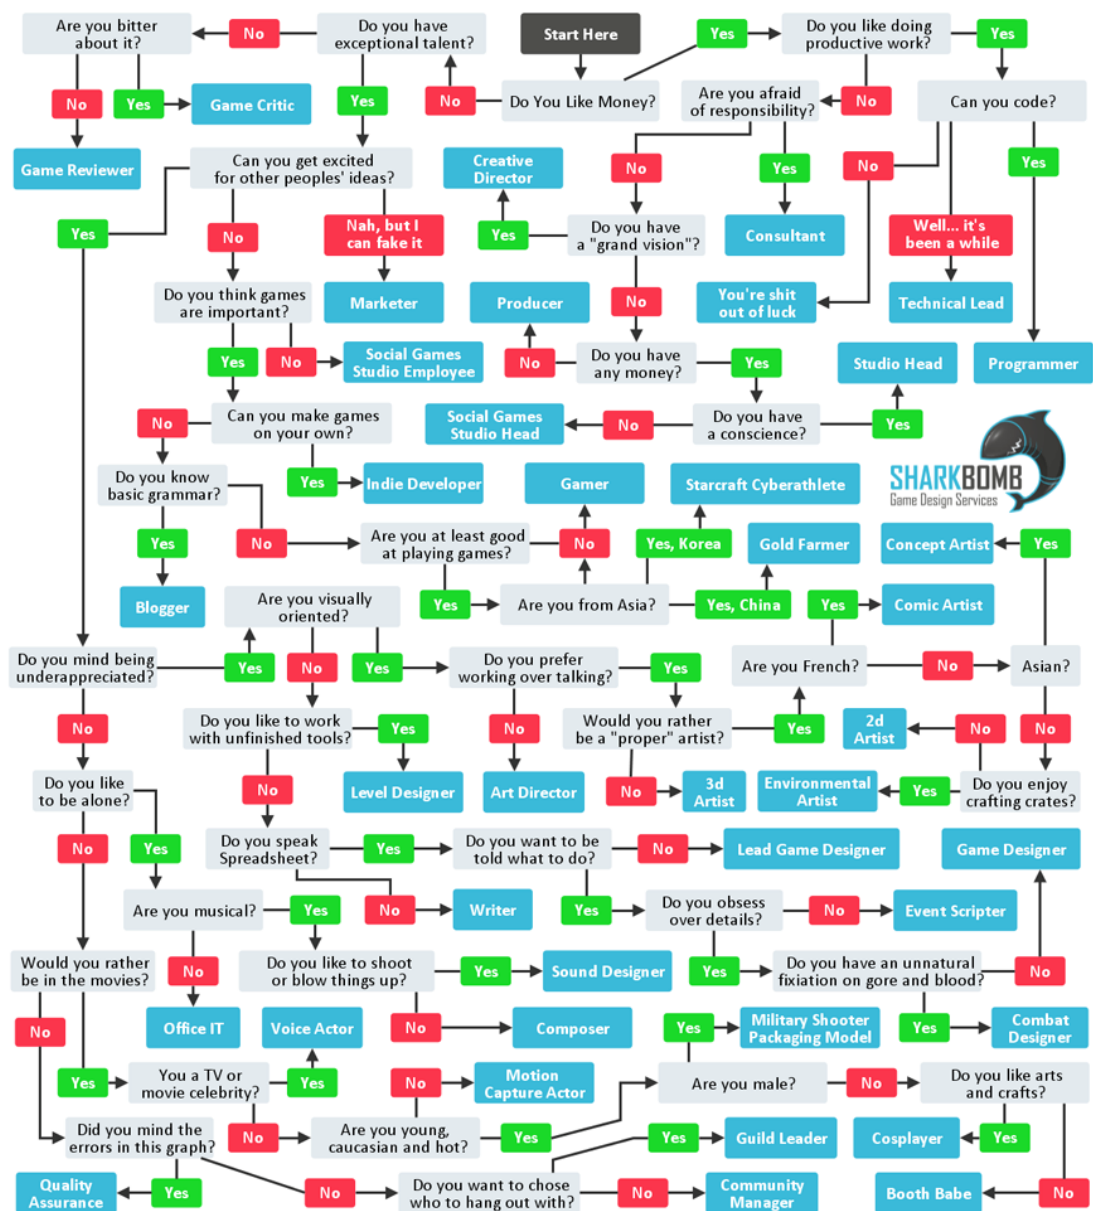 Are you bitter
about it?
No
Do you have
exceptional talent?
Start Here
Yes
Do you like doing
productive work?
Yes
No
Yes
Game Critic
Yes
No
Do You Like Money?
Are you afraid
of responsibility?
No
Can you code?
Game Reviewer
Can you get excited
for other peoples' ideas?
Creative
Director
No
Yes
No
Yes
Yes
No
Nah, but I
can fake it
Yes
Do you have
a "grand vision"?
Consultant
Well... it's
been a while
Do you think games
are important?
Marketer
Producer
No
You're shit
out of luck
Technical Lead
Yes
No
Social Games
Studio Employee
No
Do you have
any money?
Yes
Studio Head
Programmer
No
Can you make games
on your own?
Social Games
Studio Head
No
Do you have
a conscience?
Yes
Do you know
basic grammar?
Yes
Indie Developer
Gamer
Starcraft Cyberathlete
SHARKBOMB
Game Design Services
Yes
No
Are you at least good
at playing games?
No
Yes, Korea
Gold Farmer
Concept Artist
Yes
Blogger
Are you visually
oriented?
Yes
Are you from Asia?
Yes, China
Yes
Comic Artist
Do you mind being
underappreciated?
Yes
No
Yes
Do you prefer
working over talking?
Yes
Are you French?
No
Asian?
No
Do you like to work
with unfinished tools?
Yes
No
Would you rather
be a "proper" artist?
Yes
2d
Artist
No
No
Do you like
to be alone?
No
Level Designer
Art Director
No
3d
Artist
Environmental
Artist
Yes
Do you enjoy
crafting crates?
No
Yes
Do you speak
Spreadsheet?
Yes
Do you want to be
told what to do?
No
Lead Game Designer
Game Designer
Are you musical?
Yes
No
Writer
Yes
Do you obsess
over details?
No
Event Scripter
Would you rather
be in the movies?
No
Do you like to shoot
or blow things up?
Yes
Sound Designer
Yes
Do you have an unnatural
fixiation on gore and blood?
No
No
Office IT
Voice Actor
No
Composer
Yes
Military Shooter
Packaging Model
Yes
Combat
Designer
Yes
You a TV or
movie celebrity?
Yes
No
Motion
Capture Actor
Are you male?
No
Do you like arts
and crafts?
Did you mind the
errors in this graph?
No
Are you young,
caucasian and hot?
Yes
Yes
Guild Leader
Cosplayer
Yes
Quality
Assurance
Yes
No
Do you want to chose
who to hang out with?
No
Community
Manager
Booth Babe
No